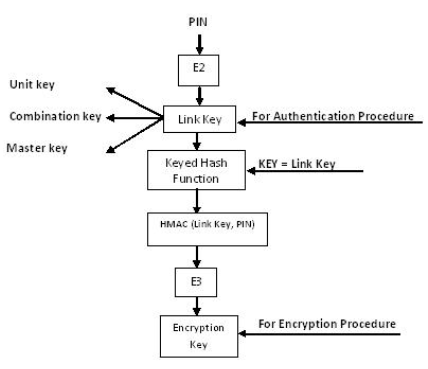 PIN
E2
Unit key
Combination key
Master key
Link Key
For Authentication Procedure
Keyed Hash
Function
KEY = Link Key
HMAC (Link Key, PIN)
E3
Encryption
Key
For Encryption Procedure